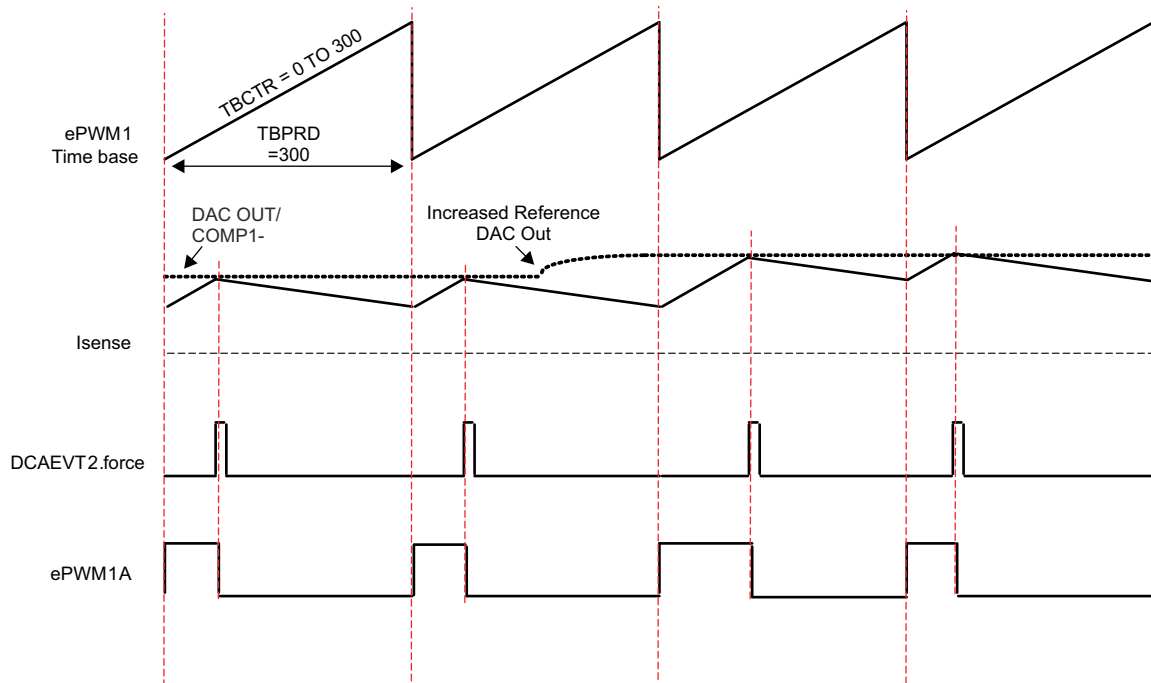 TBCTR = 0 TO 300
ePWM1
Time base
TBPRD
=300
DAC OUT/
COMP1-
Increased Reference
DAC Out
Isense
DCAEVT2.force
ePWM1A